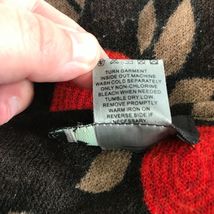 TURN GARMENT
INSIDE OUT. MACHINE
WASH COLD SEPARATELY
ONLY NON-CHLORINE
BLEACH WHEN NEEDED
TUMBLE DRY LOW.
REMOVE PROMPTLY
WARM IRON ON
REVERSE SIDE IF
NECESSARY